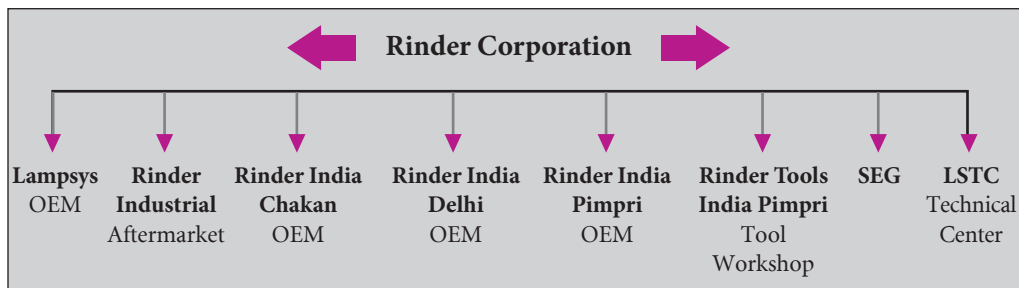 Rinder Corporation
Lampsys
OEM
Rinder
Industrial
Aftermarket
Rinder India
Chakan
OEM
Rinder India
Delhi
OEM
Rinder India
Pimpri
OEM
Rinder Tools
India Pimpri
Tool
Workshop
SEG
LSTC
Technical
Center